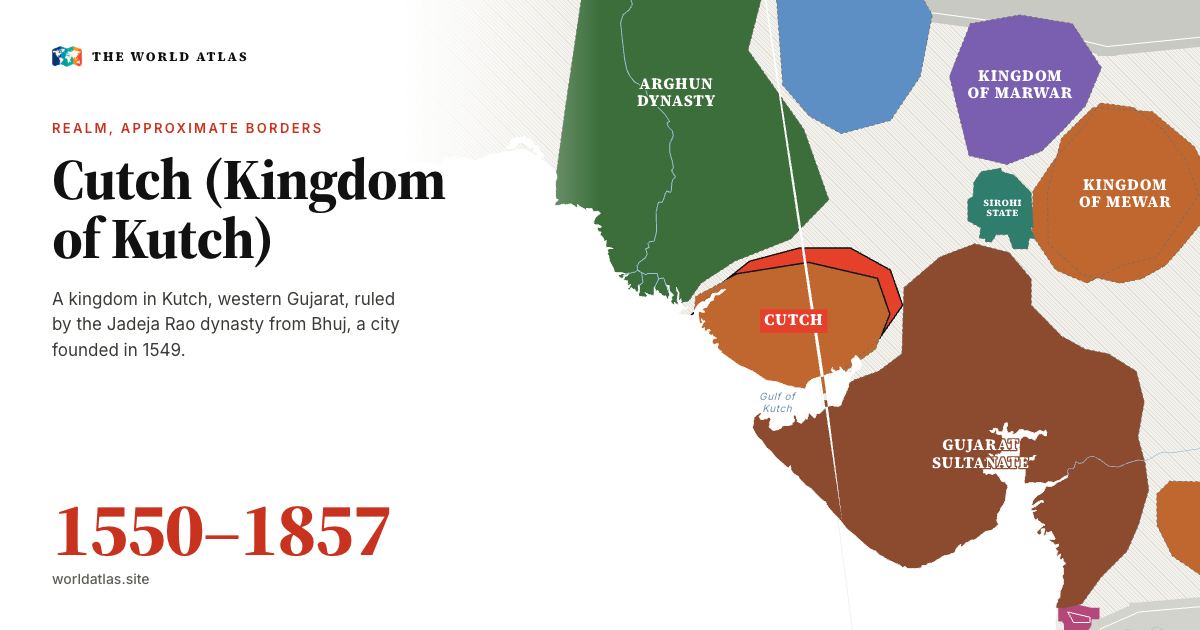 THE WORLD ATLAS
REALM, APPROXIMATE BORDERS
Cutch (Kingdom
of Kutch)
A kingdom in Kutch, western Gujarat, ruled
by the Jadeja Rao dynasty from Bhuj, a city
founded in 1549.
1550–1857
worldatlas.site
ARGHUN
DYNASTY
KINGDOM
OF MARWAR
KINGDOM
OF MEWAR
SIROHI
STATE
CUTCH
Gulf of
Kutch
GUJARAT
SULTANATE